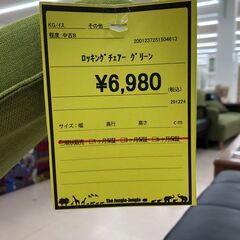 KG/イス その他
程度 中古B 2001237251504613
ロッキングチェアー グリーン
¥6,980
(税込)
291224
サイズ:幅 奥行 高さ cm
The Jungle-Jungle